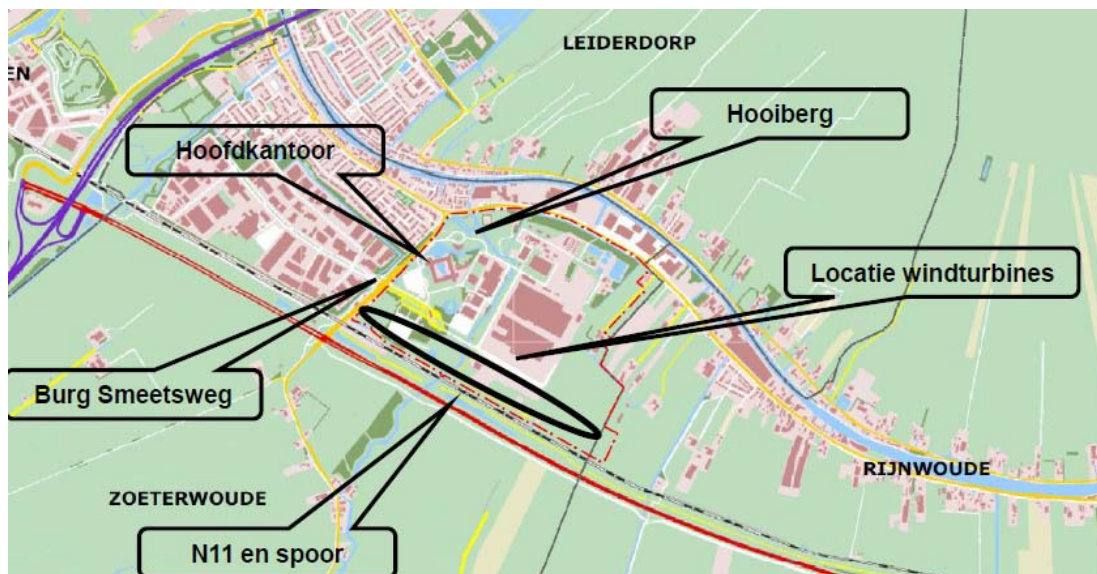 LEIDERDORP
EN
Hooiberg
Hoofdkantoor
Locatie windturbines
Burg Smeetsweg
RIJNWOUDE
ZOETERWOUDE
N11 en spoor